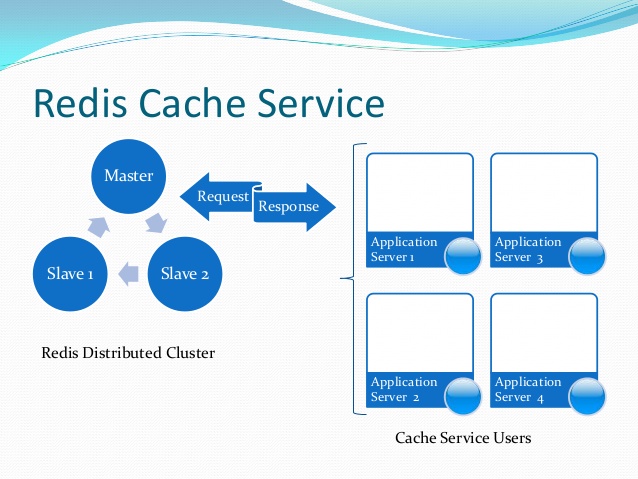 Redis Cache Service
Master
Slave 1
Slave 2
Redis Distributed Cluster
Request
Response
Application
Server 1
Application
Server  3
Application
Server  2
Application
Server  4
Cache Service Users